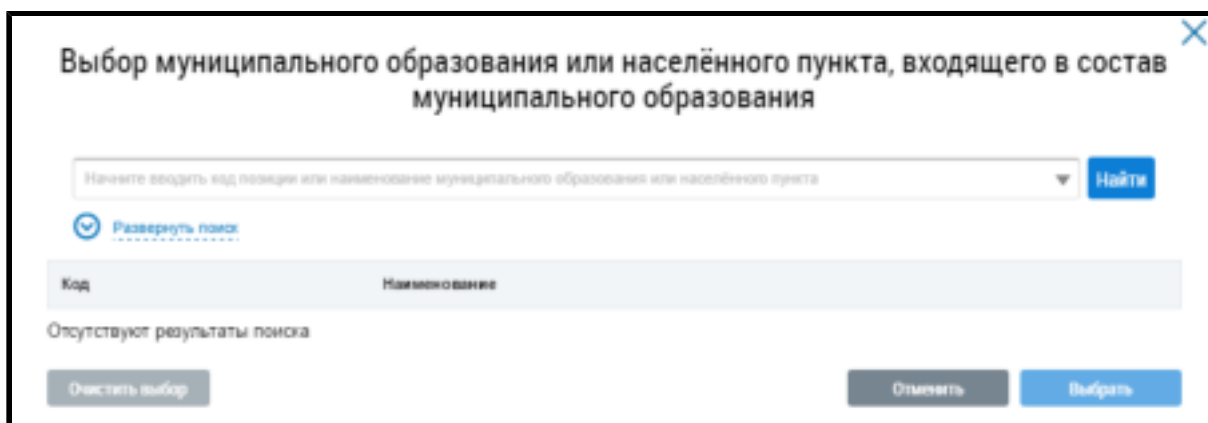 Выбор муниципального образования или населённого пункта, входящего в состав
муниципального образования
Начните вводить код позиции или наименование муниципального образования или населённого пункта
Найти
Развернуть поиск
Код Наименование
Отсутствуют результаты поиска
Очистить выбор Отменить Выбрать